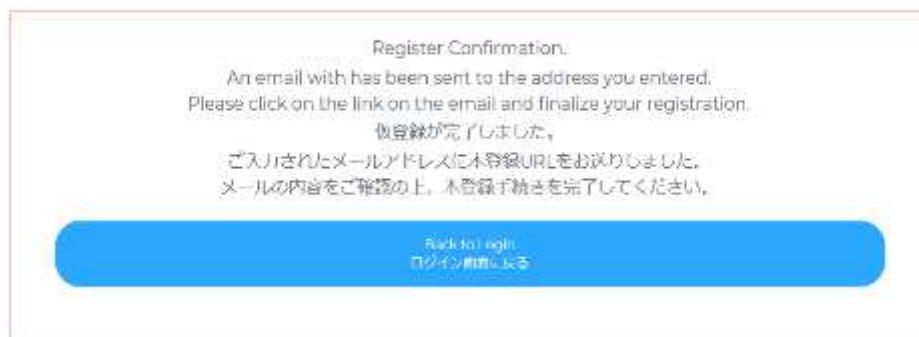 Register Confirmation.
An email with has been sent to the address you entered.
Please click on the link on the email and finalize your registration.
仮登録が完了しました。
ご入力されたメールアドレスに本登録URLをお送りしました。
メールの内容をご確認の上、本登録手続きを完了してください。
Back to Login
ログイン画面に戻る